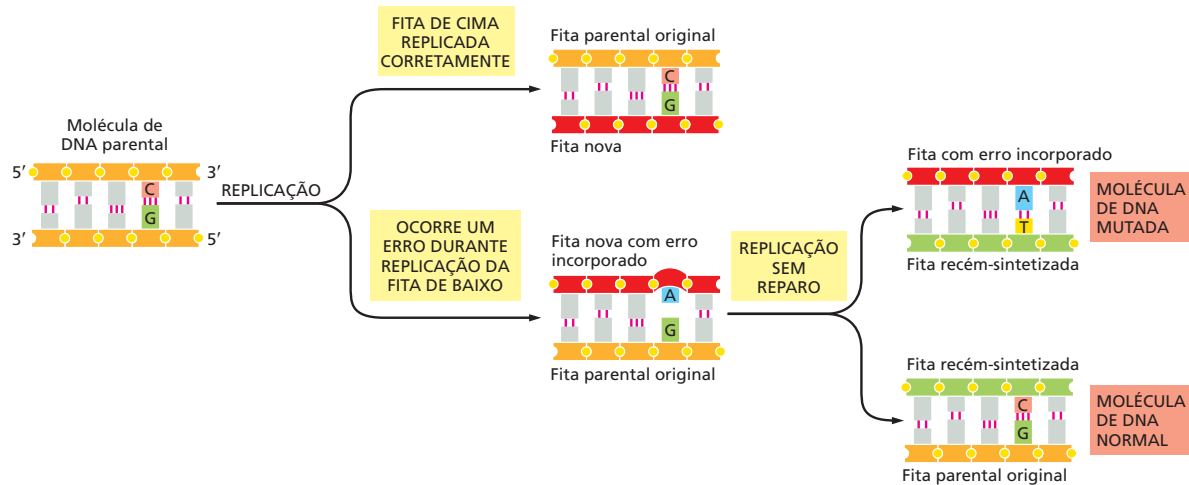 Molécula de
DNA parental
5′
3′
C
G
3′
5′
REPLICAÇÃO
FITA DE CIMA
REPLICADA
CORRETAMENTE
Fita parental original
C
G
Fita nova
OCORRE UM
ERRO DURANTE
REPLICAÇÃO DA
FITA DE BAIXO
Fita nova com erro
incorporado
A
G
Fita parental original
REPLICAÇÃO
SEM
REPARO
Fita com erro incorporado
A
T
Fita recém-sintetizada
MOLÉCULA
DE DNA
MUTADA
Fita recém-sintetizada
C
G
Fita parental original
MOLÉCULA
DE DNA
NORMAL